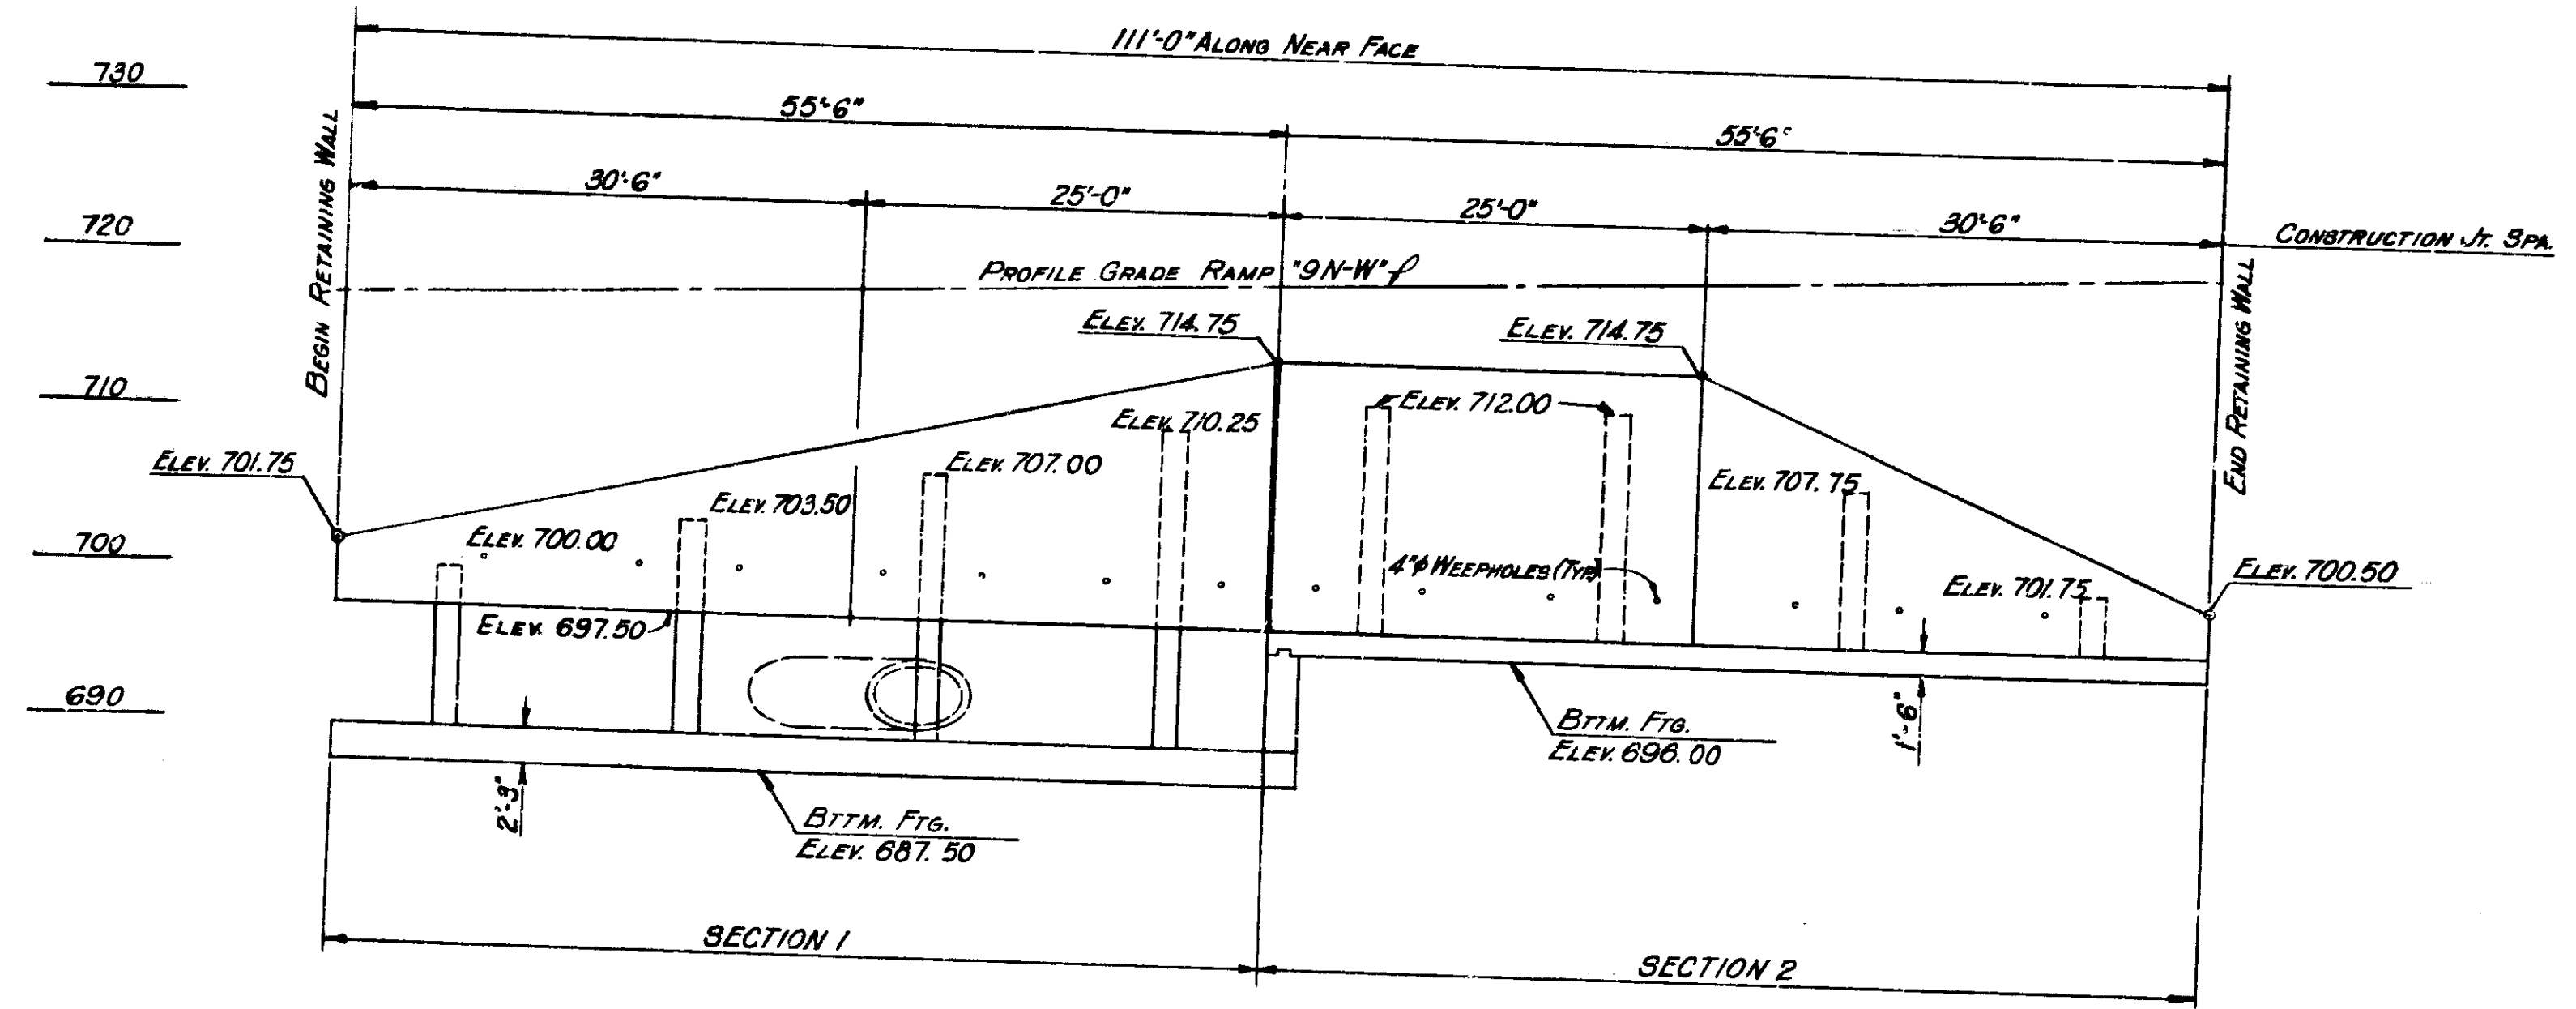 111'-0" ALONG NEAR FACE
730
55'-6"
55'-6"
BEGIN RETAINING WALL
30'-6"
25'-0"
25'-0"
30'-6"
720
CONSTRUCTION JT. SPA.
PROFILE GRADE RAMP "9N-W"
END RETAINING WALL
ELEV. 714.75
ELEV. 714.75
710
ELEV. 712.00
ELEV. 710.25
ELEV. 701.75
ELEV. 707.00
ELEV. 707.75
ELEV. 703.50
700
ELEV. 700.00
4"φ WEEPHOLES (TYP)
ELEV. 701.75
ELEV. 700.50
ELEV. 697.50
690
BTTM. FTG.
ELEV. 696.00
1'-6"
2'-3"
BTTM. FTG.
ELEV. 687.50
SECTION 1
SECTION 2